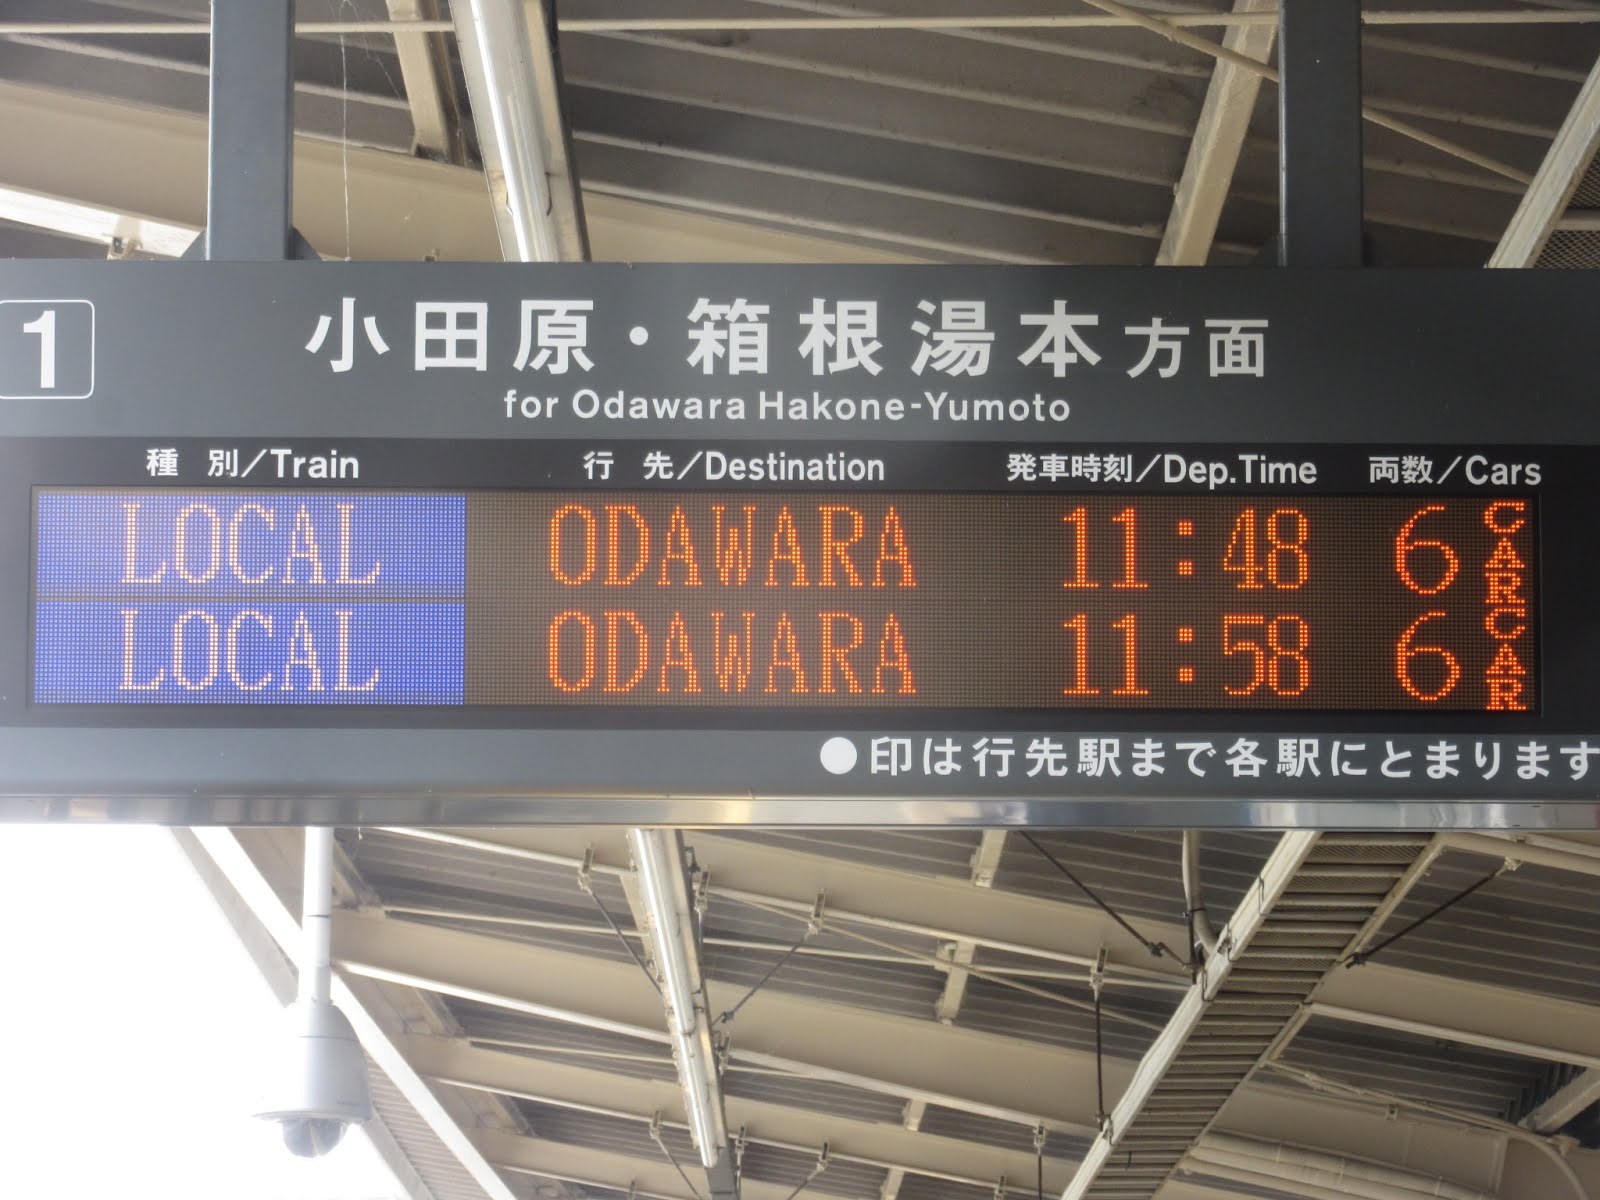 1
小田原・箱根湯本方面
for Odawara Hakone-Yumoto
種別/Train 行先/Destination 発車時刻/Dep.Time 両数/Cars
LOCAL ODAWARA 11:48 6 CAR
LOCAL ODAWARA 11:58 6 CAR
●印は行先駅まで各駅にとまります